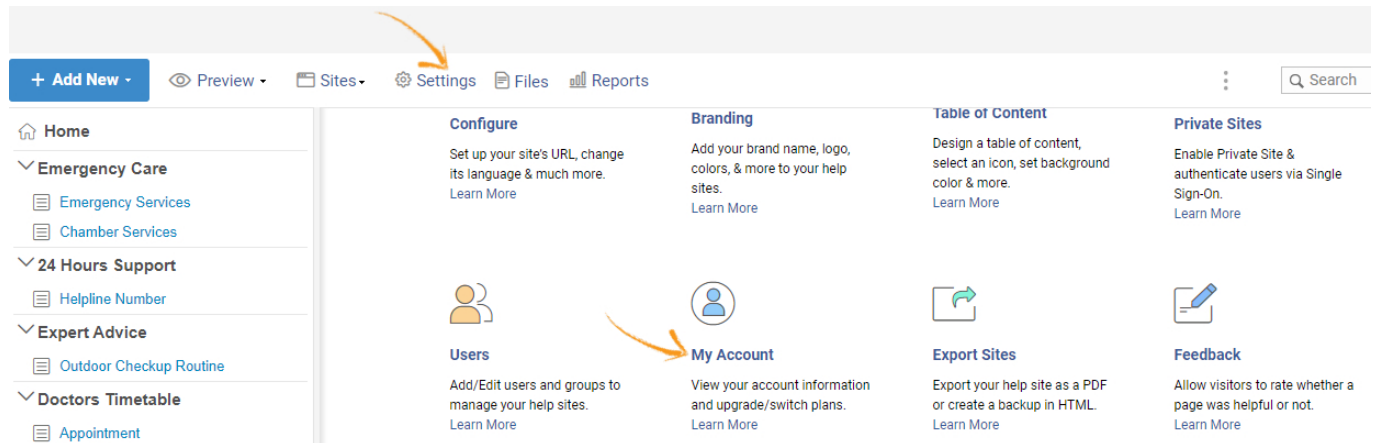 + Add New
Preview
Sites
Settings
Files
Reports
Search
Home
Emergency Care
Emergency Services
Chamber Services
24 Hours Support
Helpline Number
Expert Advice
Outdoor Checkup Routine
Doctors Timetable
Appointment
Configure
Set up your site's URL, change
its language & much more.
Learn More
Branding
Add your brand name, logo,
colors, & more to your help
sites.
Learn More
Table of Content
Design a table of content,
select an icon, set background
color & more.
Learn More
Private Sites
Enable Private Site &
authenticate users via Single
Sign-On.
Learn More
Users
Add/Edit users and groups to
manage your help sites.
Learn More
My Account
View your account information
and upgrade/switch plans.
Learn More
Export Sites
Export your help site as a PDF
or create a backup in HTML.
Learn More
Feedback
Allow visitors to rate whether a
page was helpful or not.
Learn More